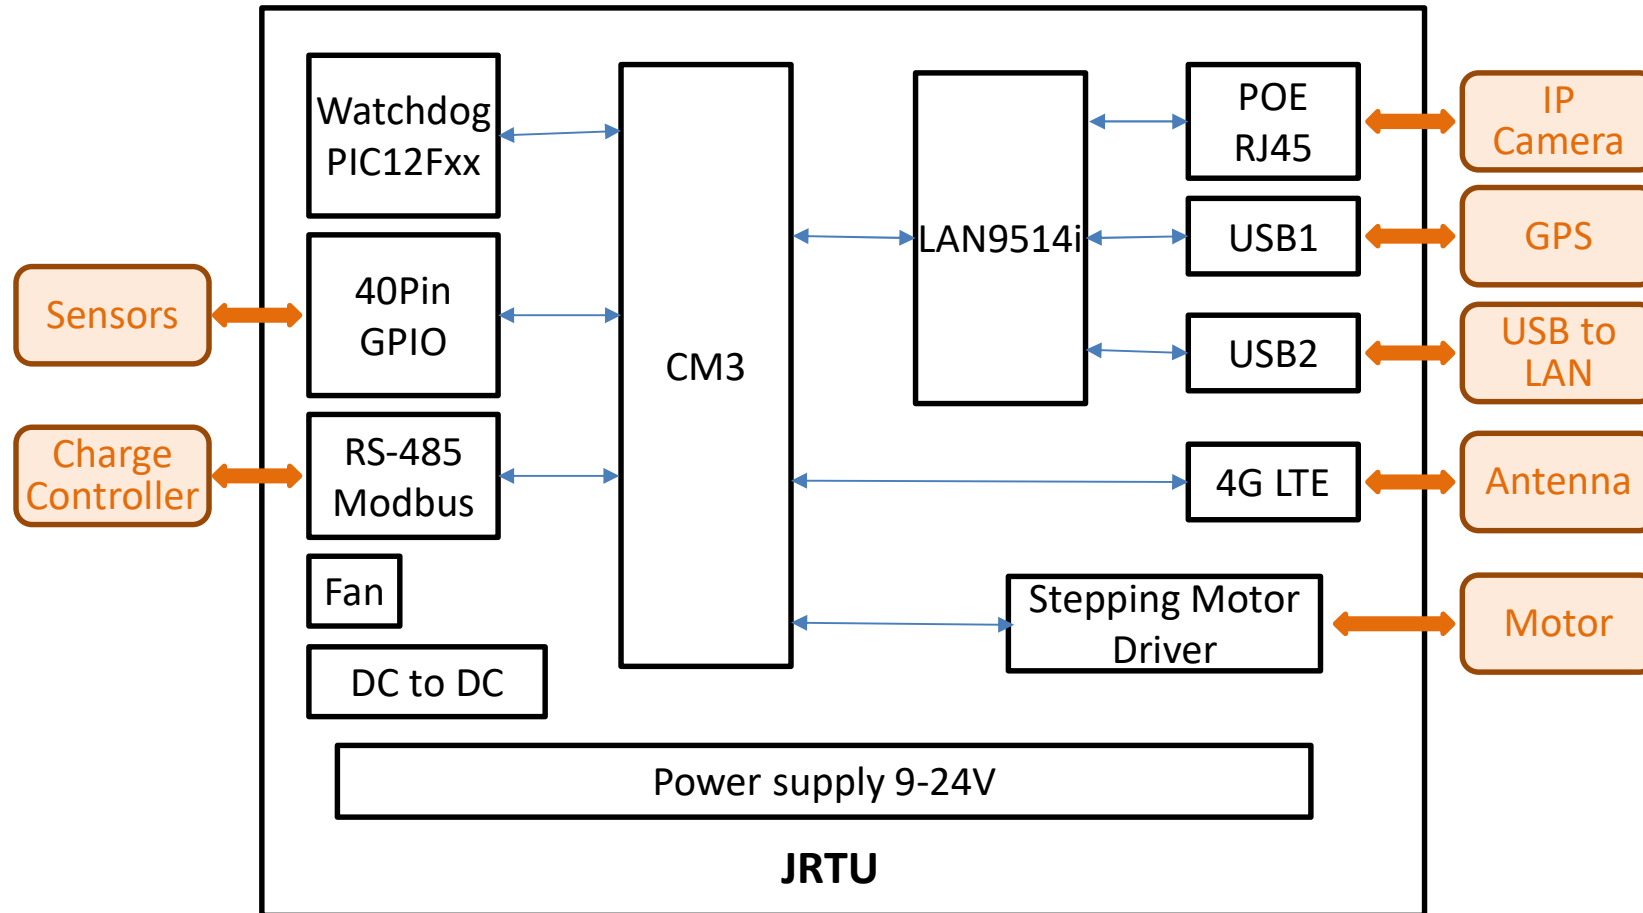 Watchdog
PIC12Fxx
40Pin
GPIO
RS-485
Modbus
Fan
DC to DC
Sensors
Charge
Controller
CM3
LAN9514i
POE
RJ45
USB1
USB2
4G LTE
Stepping Motor
Driver
IP
Camera
GPS
USB to
LAN
Antenna
Motor
Power supply 9-24V
JRTU